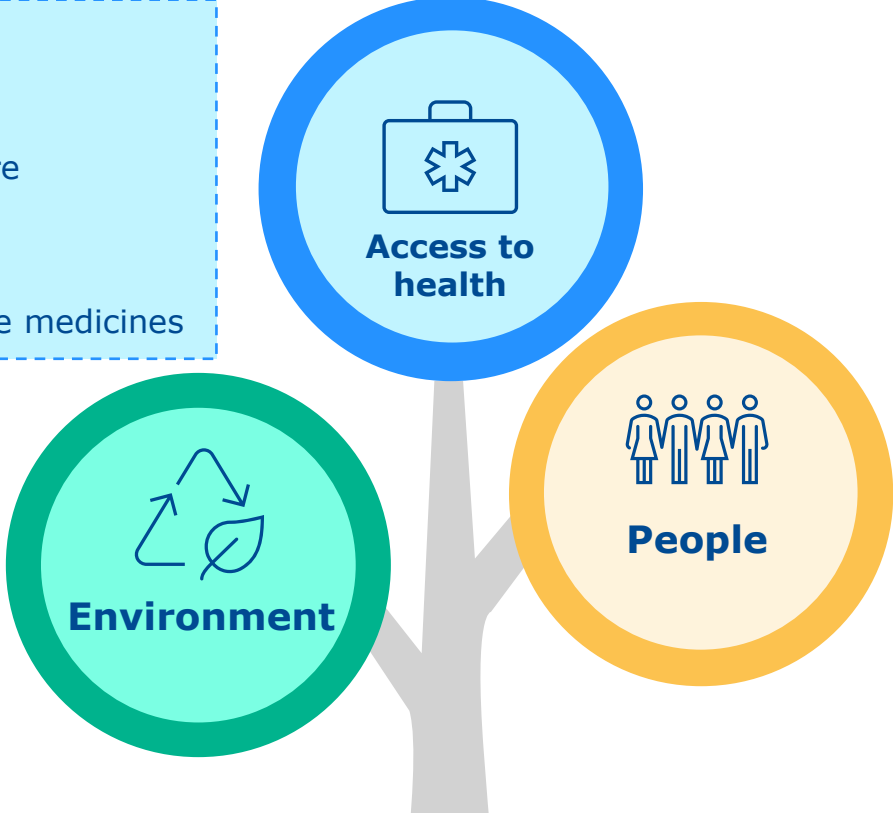 re
e medicines
Access to
health
People
Environment